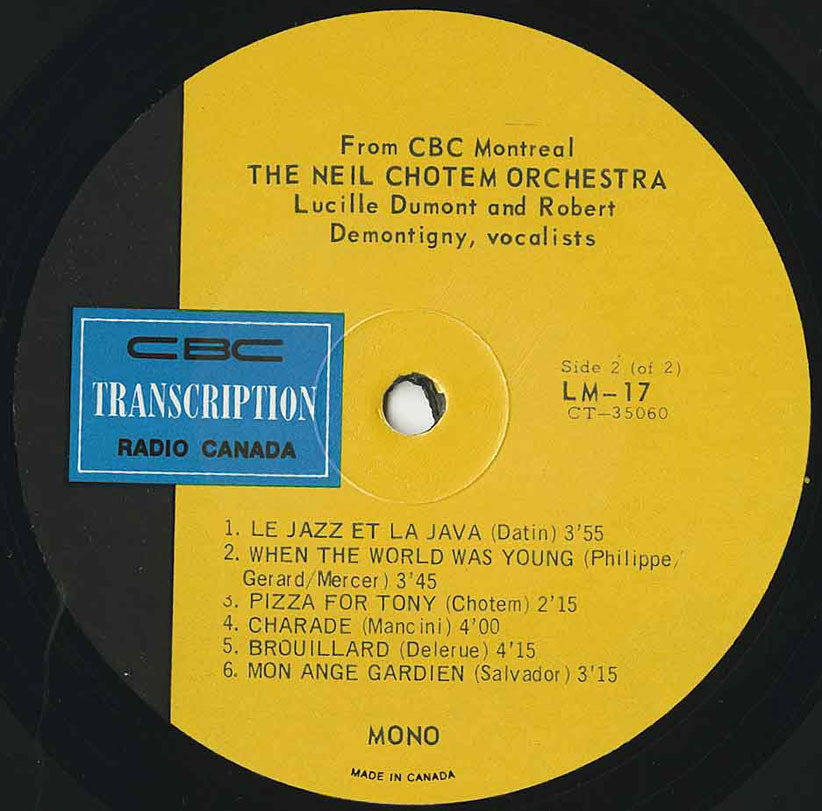 From CBC Montreal
THE NEIL CHOTEM ORCHESTRA
Lucille Dumont and Robert
Demontigny, vocalists
CBC
TRANSCRIPTION
RADIO CANADA
Side 2 (of 2)
LM-17
CT-35060
1. LE JAZZ ET LA JAVA (Datin) 3'55
2. WHEN THE WORLD WAS YOUNG (Philippe/
Gerard/Mercer) 3'45
3. PIZZA FOR TONY (Chotem) 2'15
4. CHARADE (Mancini) 4'00
5. BROUILLARD (Delerue) 4'15
6. MON ANGE GARDIEN (Salvador) 3'15
MONO
MADE IN CANADA